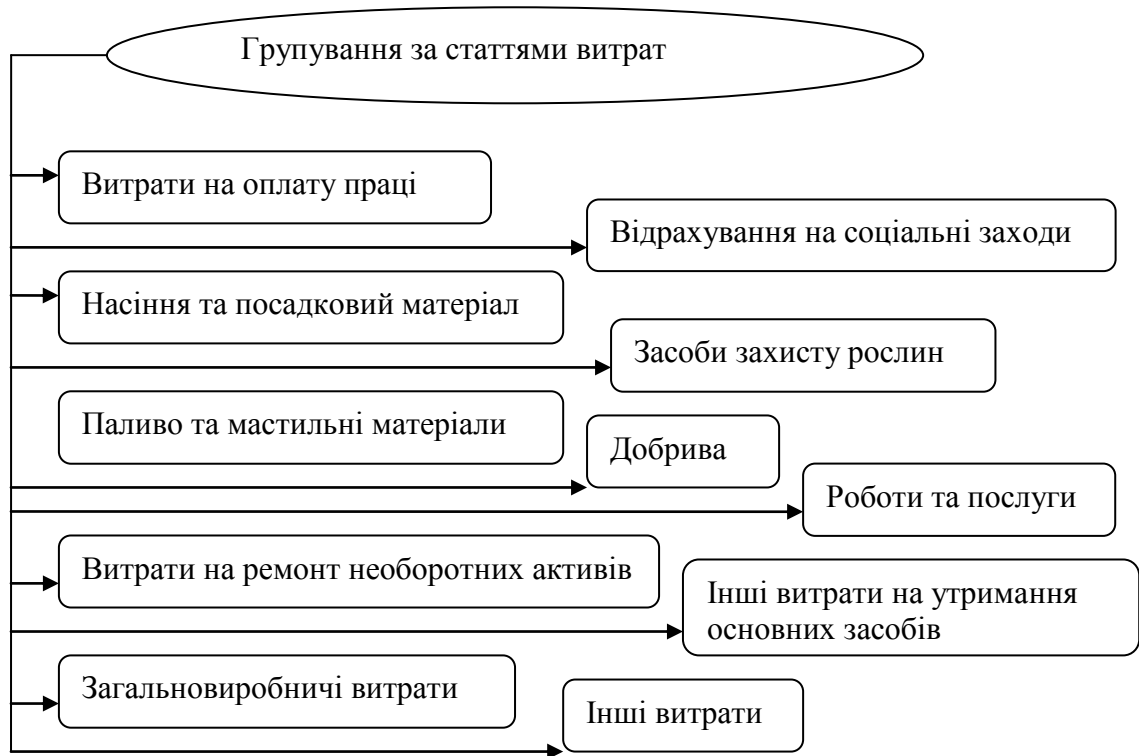 Групування за статтями витрат
Витрати на оплату праці
Відрахування на соціальні заходи
Насіння та посадковий матеріал
Засоби захисту рослин
Паливо та мастильні матеріали
Добрива
Роботи та послуги
Витрати на ремонт необоротних активів
Інші витрати на утримання
основних засобів
Загальновиробничі витрати
Інші витрати